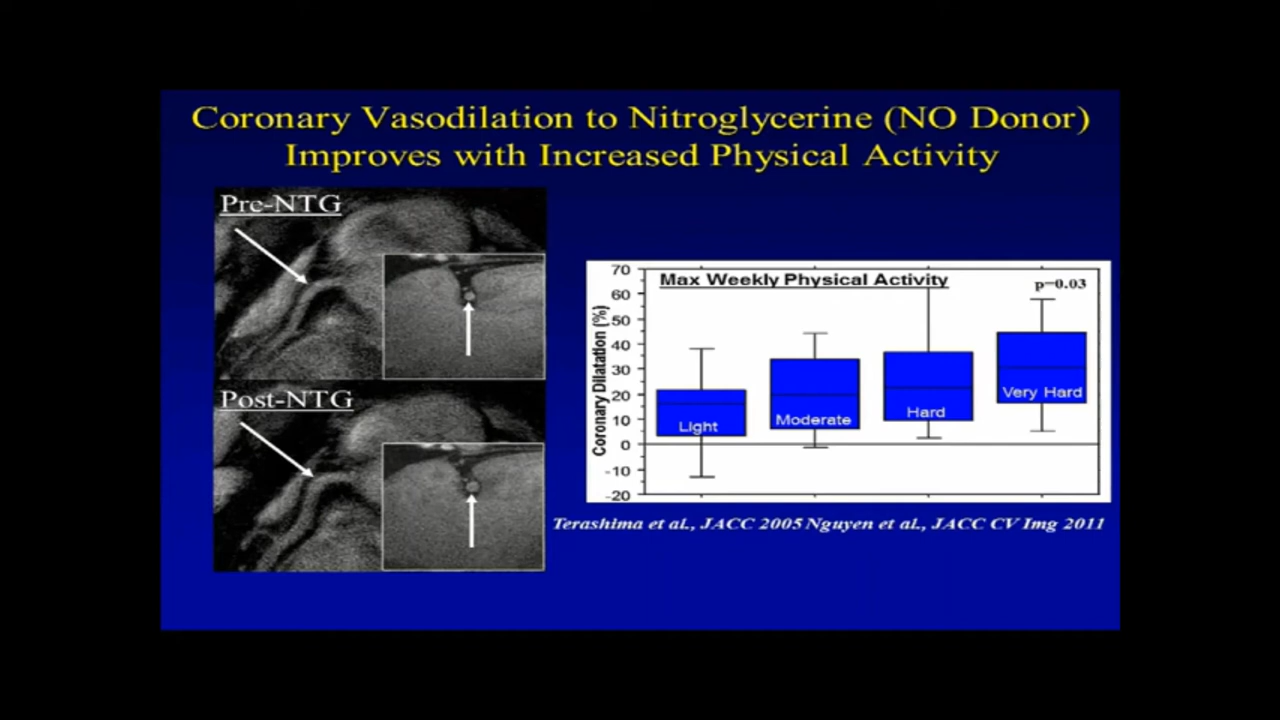 Coronary Vasodilation to Nitroglycerine (NO Donor)
Improves with Increased Physical Activity
Pre-NTG
Post-NTG
Max Weekly Physical Activity
p=0.03
Coronary Dilatation (%)
70
60
50
40
30
20
10
0
-10
-20
Light
Moderate
Hard
Very Hard
Terashima et al., JACC 2005 Nguyen et al., JACC CV Img 2011